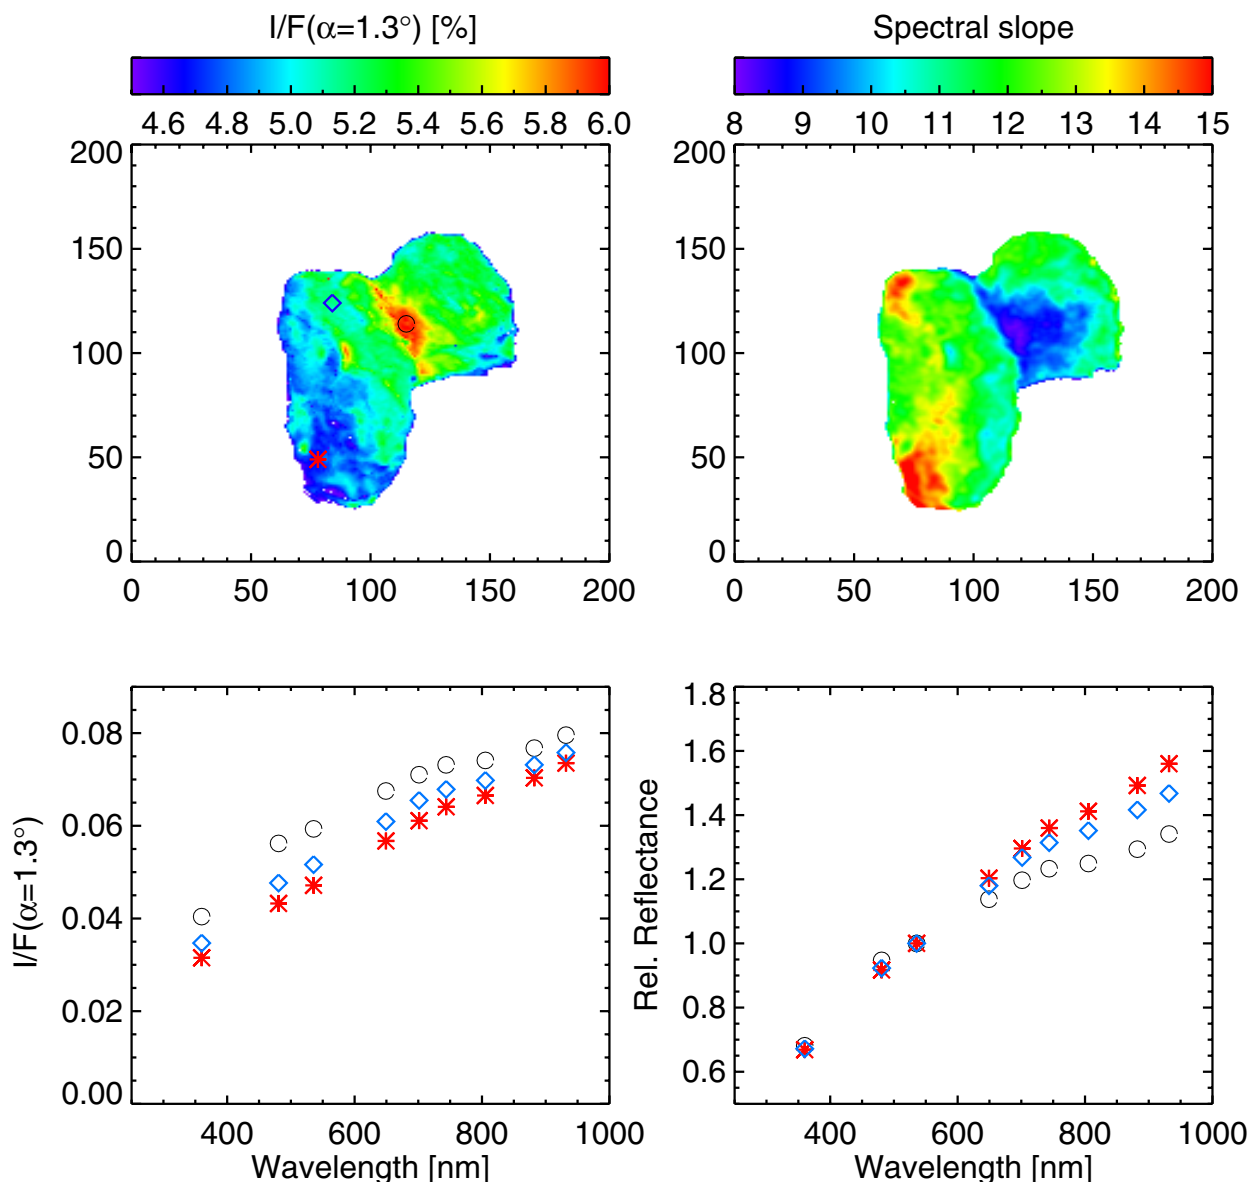 I/F(α=1.3°) [%]
Spectral slope
4.6 4.8 5.0 5.2 5.4 5.6 5.8 6.0
8 9 10 11 12 13 14 15
200
150
100
50
0
0 50 100 150 200
200
150
100
50
0
0 50 100 150 200
I/F(α=1.3°)
0.08
0.06
0.04
0.02
0.00
400 600 800 1000
Wavelength [nm]
Rel. Reflectance
1.8
1.6
1.4
1.2
1.0
0.8
0.6
400 600 800 1000
Wavelength [nm]